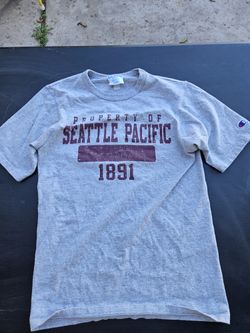 PROPERTY OF
SEATTLE PACIFIC
1891